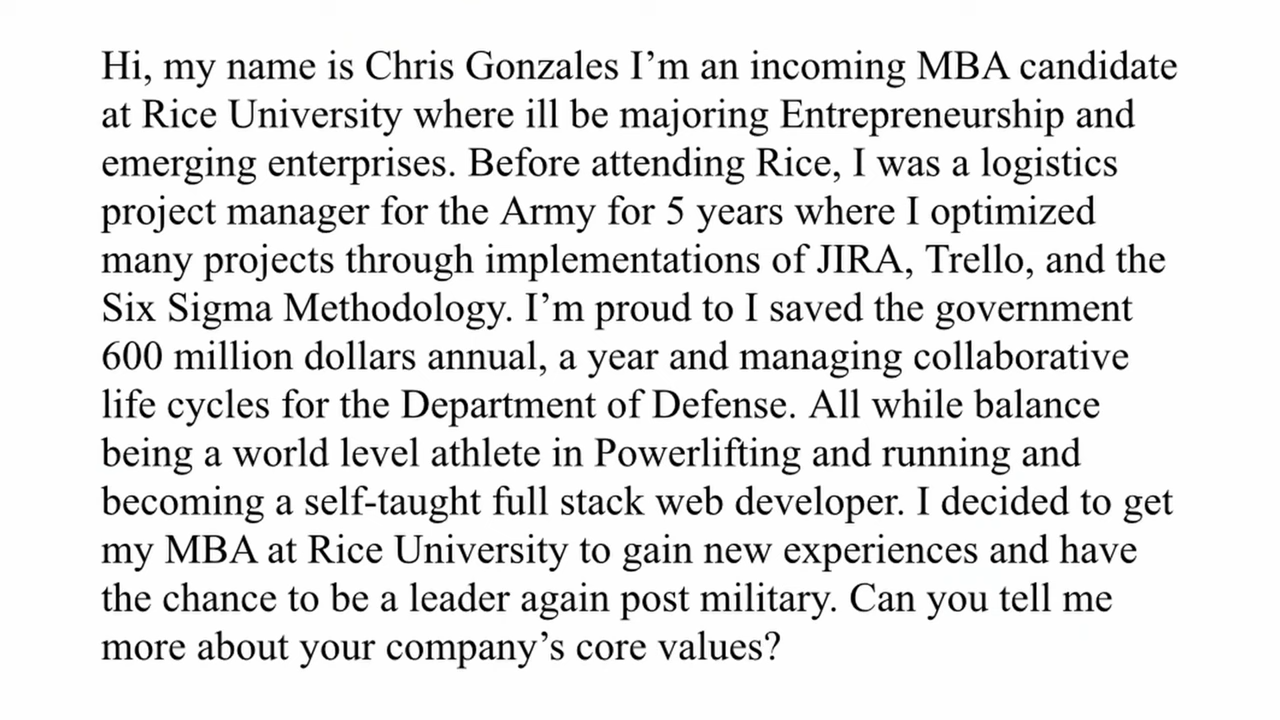 Hi, my name is Chris Gonzales I’m an incoming MBA candidate
at Rice University where ill be majoring Entrepreneurship and
emerging enterprises. Before attending Rice, I was a logistics
project manager for the Army for 5 years where I optimized
many projects through implementations of JIRA, Trello, and the
Six Sigma Methodology. I’m proud to I saved the government
600 million dollars annual, a year and managing collaborative
life cycles for the Department of Defense. All while balance
being a world level athlete in Powerlifting and running and
becoming a self-taught full stack web developer. I decided to get
my MBA at Rice University to gain new experiences and have
the chance to be a leader again post military. Can you tell me
more about your company’s core values?